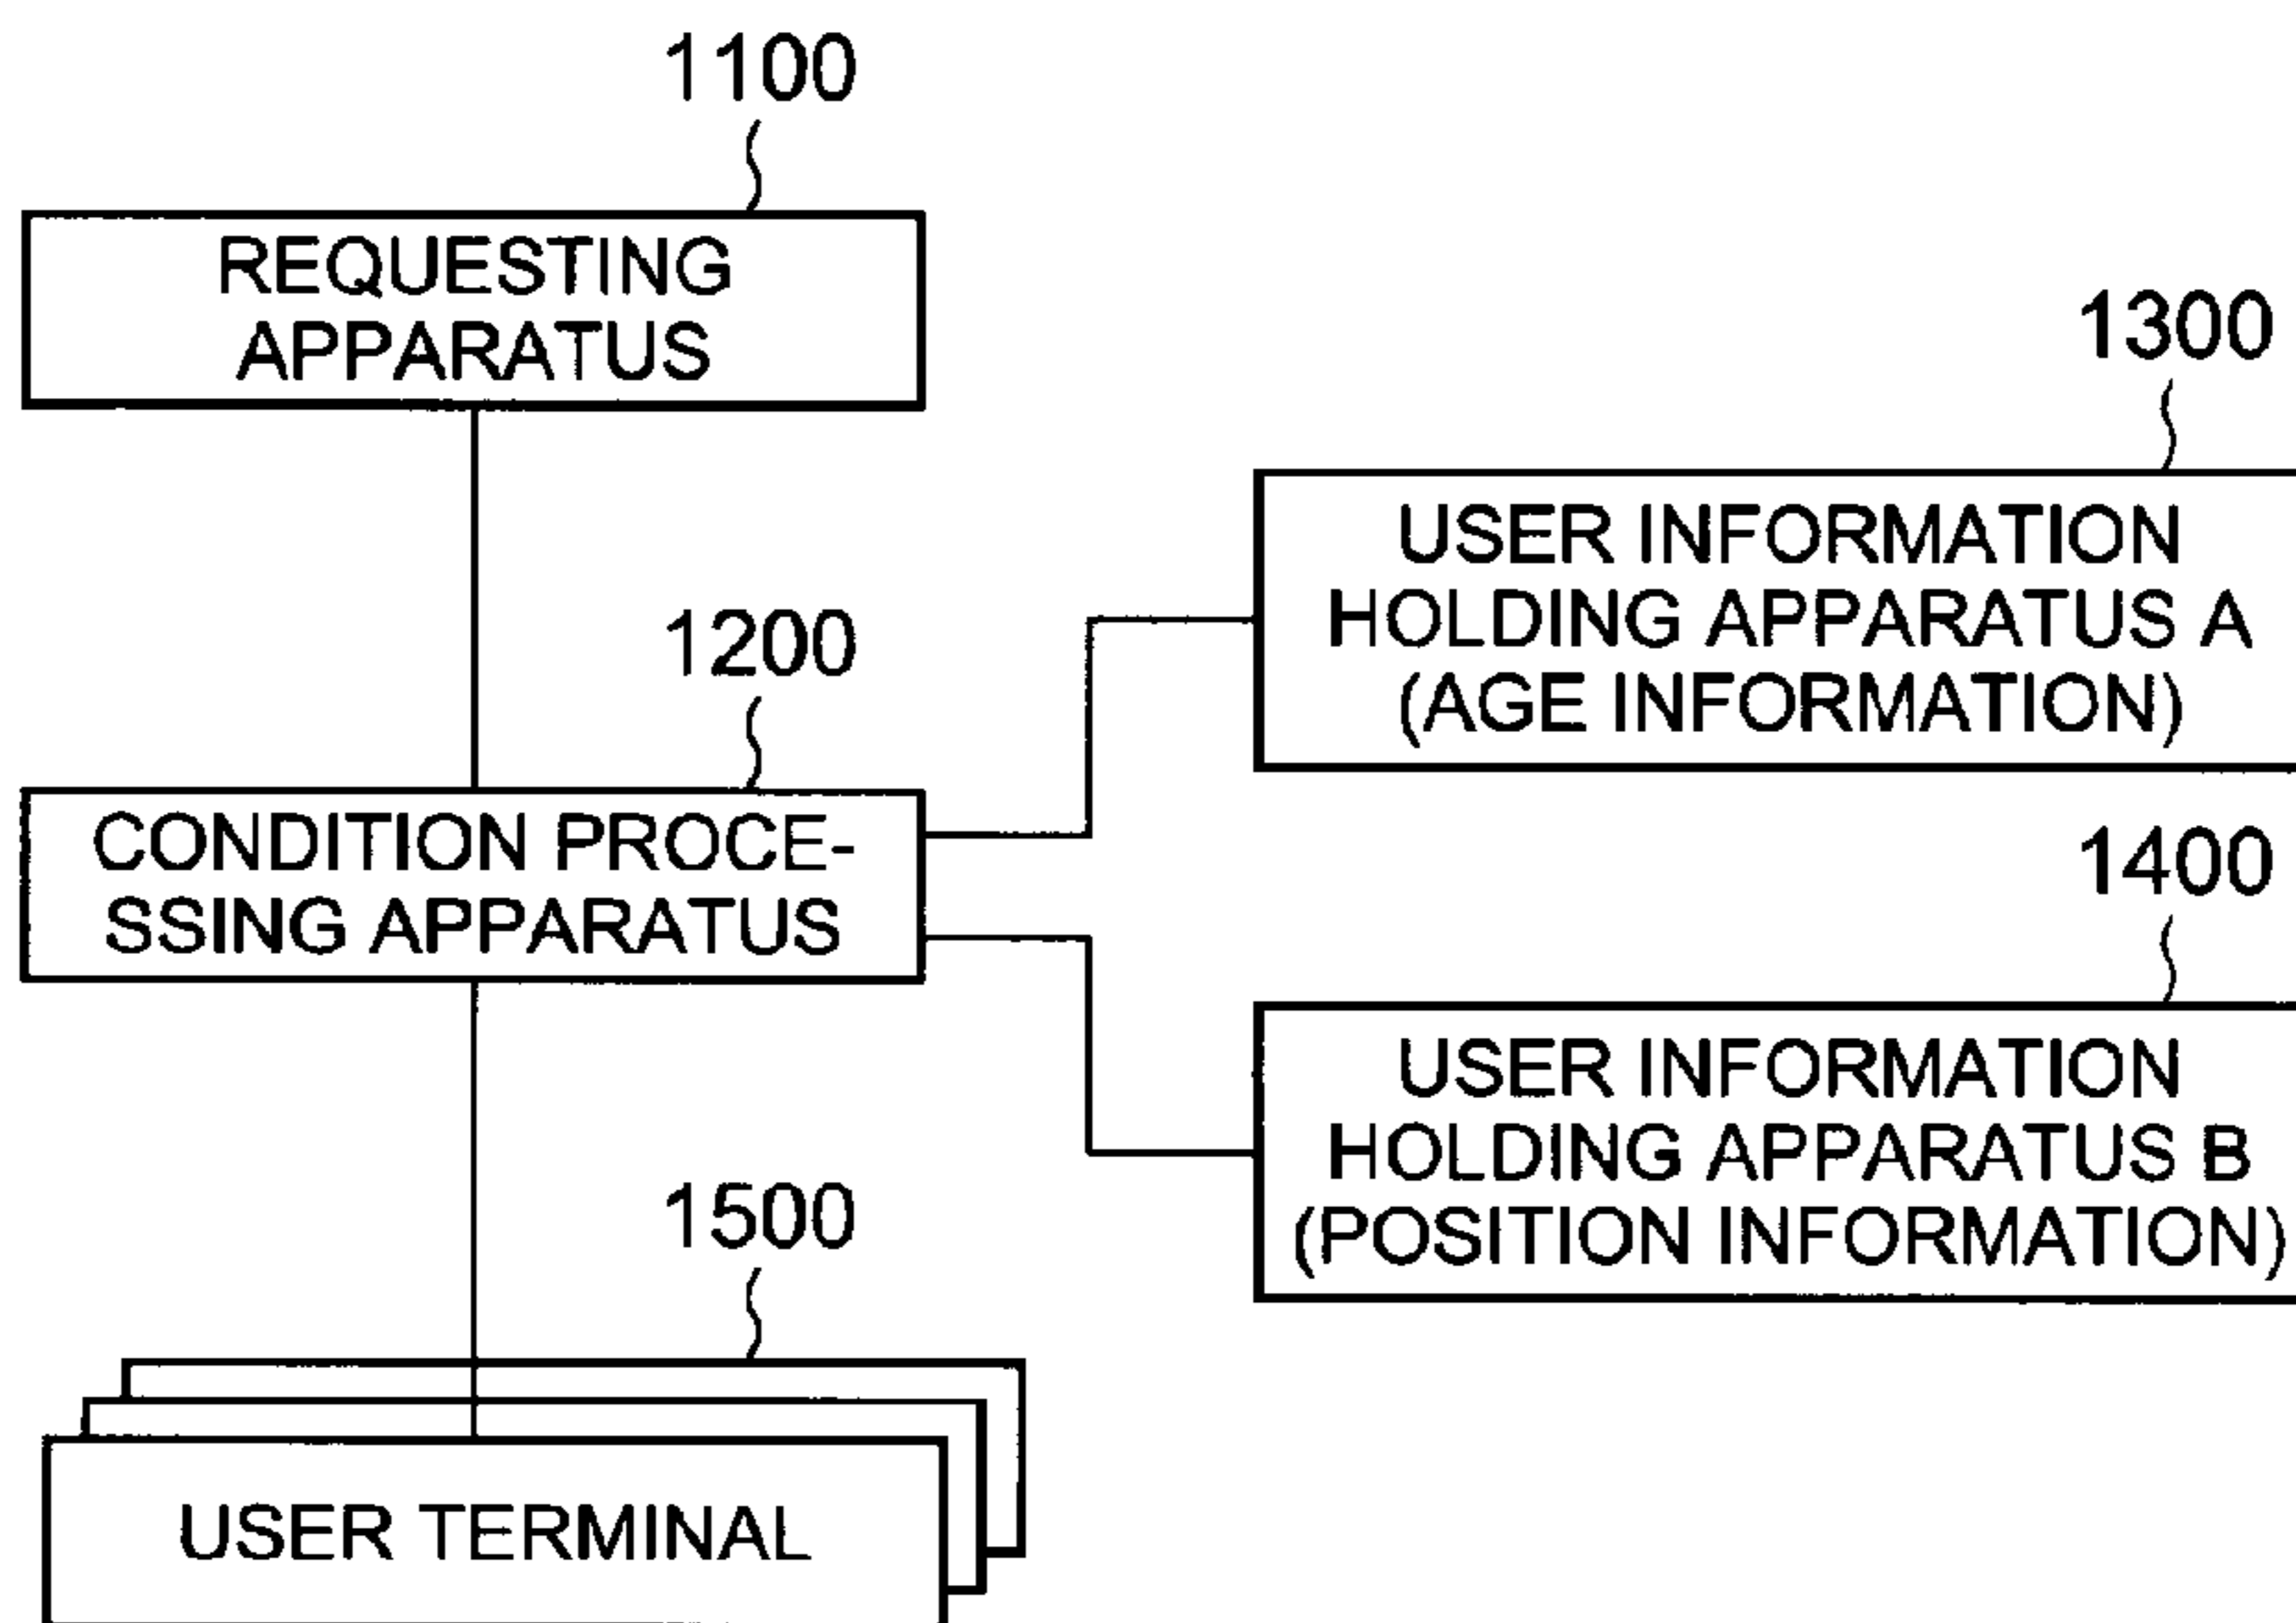 1100
REQUESTING
APPARATUS
1300
USER INFORMATION
HOLDING APPARATUS A
(AGE INFORMATION)
1200
CONDITION PROCE-
SSING APPARATUS
1400
USER INFORMATION
HOLDING APPARATUS B
(POSITION INFORMATION)
1500
USER TERMINAL